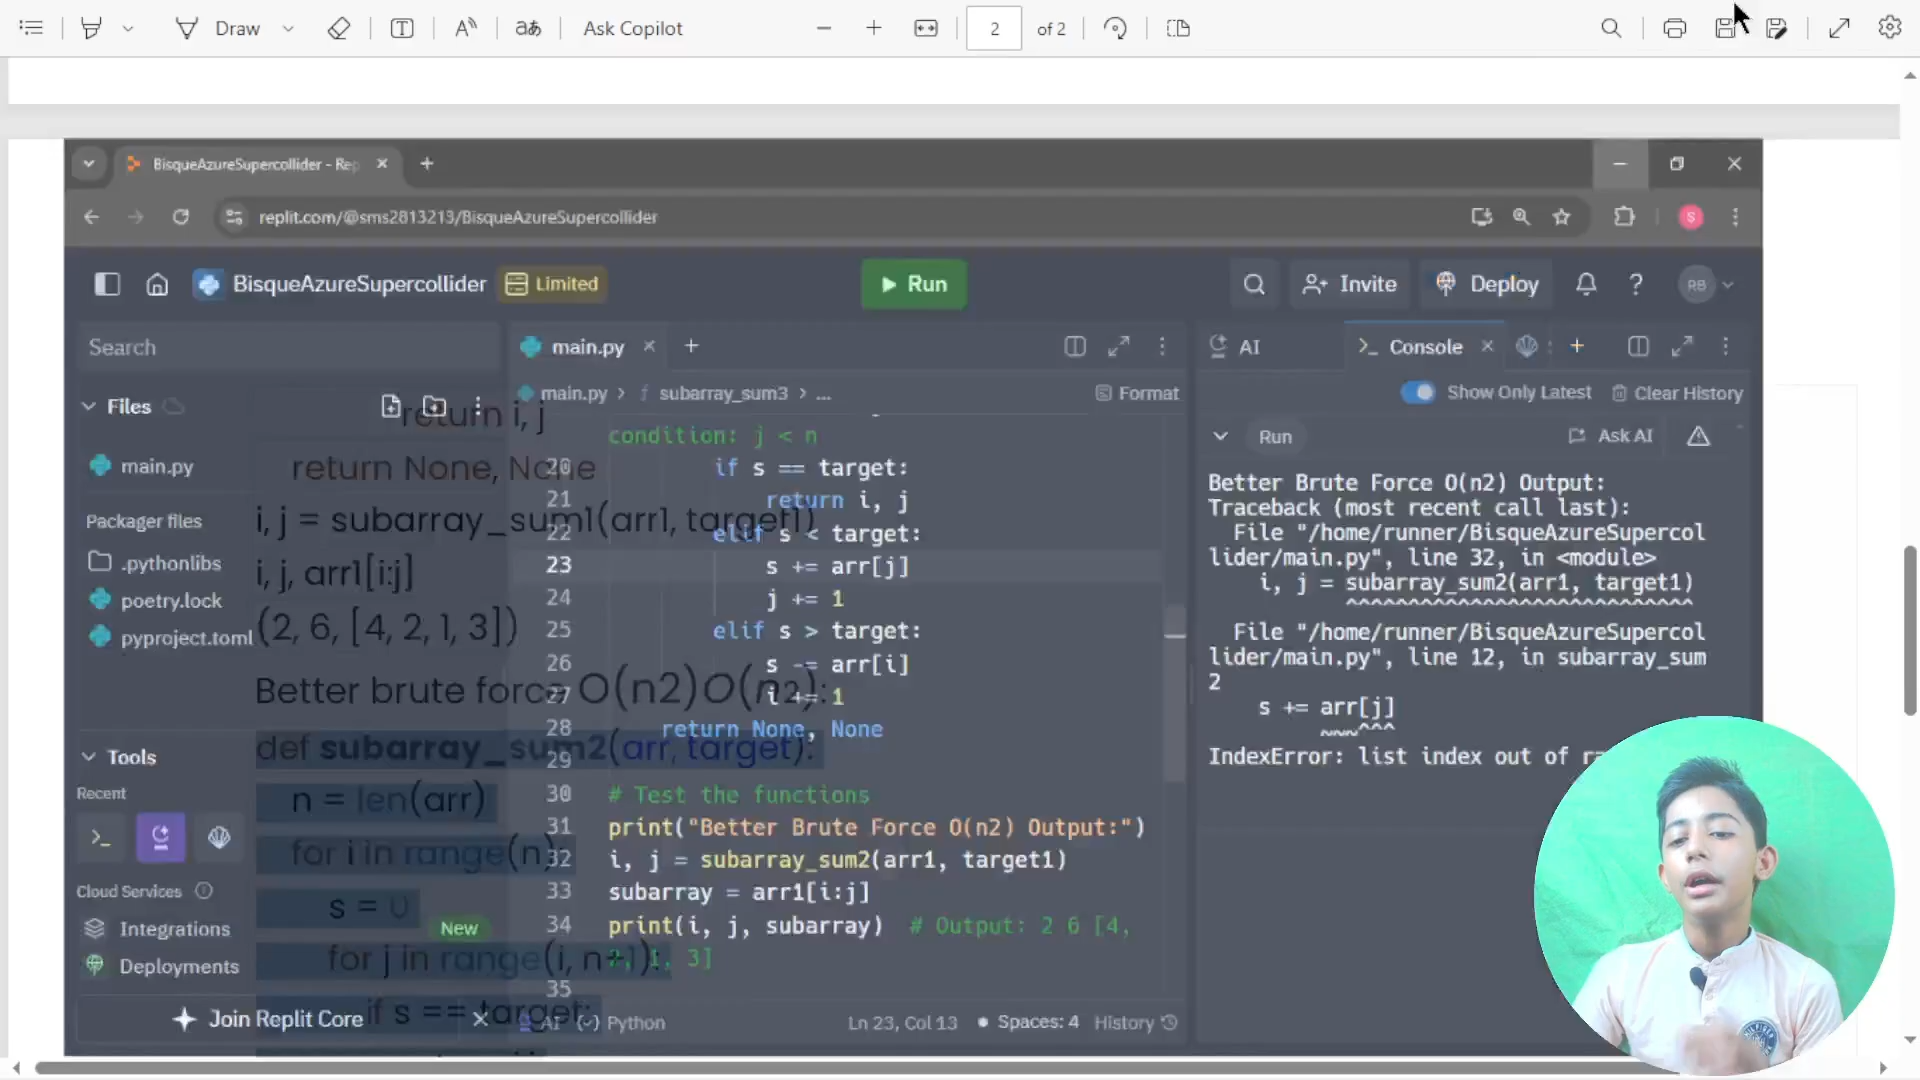 Draw
Ask Copilot
2 of 2
BisqueAzureSupercollider - Rep
replit.com/@sms2813213/BisqueAzureSupercollider
BisqueAzureSupercollider
Limited
Run
Invite
Deploy
RB
Search
Files
main.py
Packager files
.pythonlibs
poetry.lock
pyproject.toml
Tools
Recent
Cloud Services
Integrations
New
Deployments
Join Replit Core
return i, j
return None, None
i, j = subarray_sum1(arr1, target1)
i, j, arr1[i:j]
(2, 6, [4, 2, 1, 3])
Better brute force O(n2)O(n2):
def subarray_sum2(arr, target):
n = len(arr)
for i in range(n):
s = 0
for j in range(i, n+1):
if s == target:
main.py
main.py > f subarray_sum3 > ...
Format
condition: j < n
20 if s == target:
21 return i, j
22 elif s < target:
23 s += arr[j]
24 j += 1
25 elif s > target:
26 s -= arr[i]
27 i += 1
28 return None, None
29
30 # Test the functions
31 print("Better Brute Force O(n2) Output:")
32 i, j = subarray_sum2(arr1, target1)
33 subarray = arr1[i:j]
34 print(i, j, subarray) # Output: 2 6 [4,
1, 3]
35
AI
Python
Ln 23, Col 13
Spaces: 4
History
AI
Console
Show Only Latest
Clear History
Run
Ask AI
Better Brute Force O(n2) Output:
Traceback (most recent call last):
File "/home/runner/BisqueAzureSupercol
lider/main.py", line 32, in <module>
i, j = subarray_sum2(arr1, target1)
^^^^^^^^^^^^^^^^^^^^^^^^^^^
File "/home/runner/BisqueAzureSupercol
lider/main.py", line 12, in subarray_sum
2
s += arr[j]
~~~^^^
IndexError: list index out of